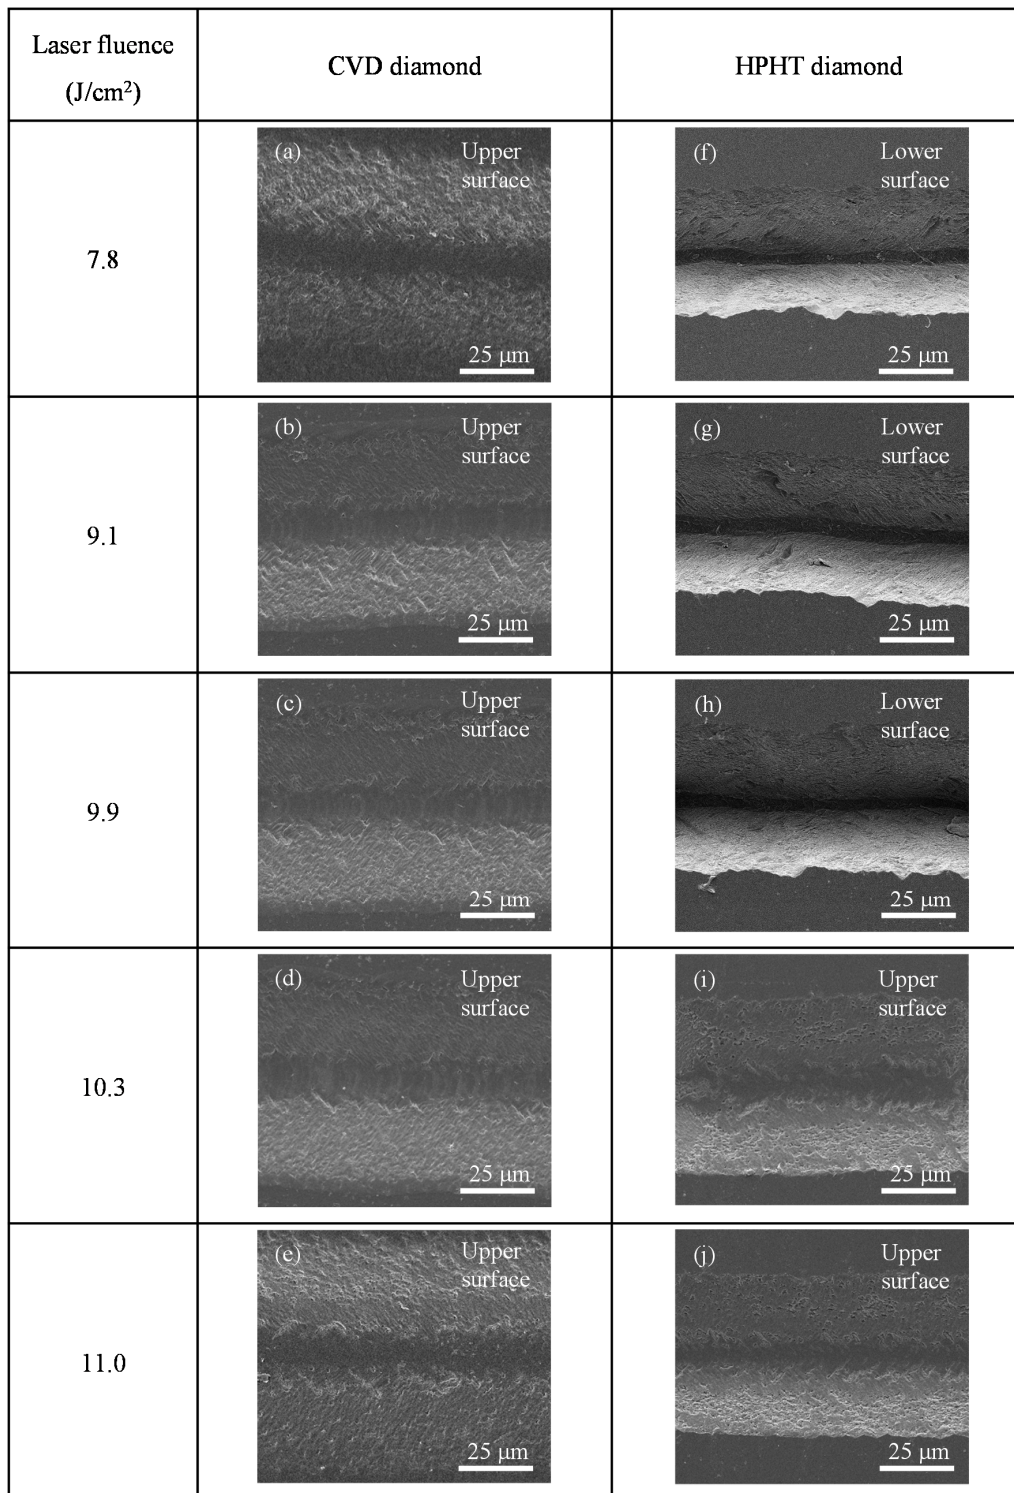 Laser fluence
(J/cm²)
CVD diamond
HPHT diamond
7.8
(a)
Upper
surface
25 µm
(f)
Lower
surface
25 µm
9.1
(b)
Upper
surface
25 µm
(g)
Lower
surface
25 µm
9.9
(c)
Upper
surface
25 µm
(h)
Lower
surface
25 µm
10.3
(d)
Upper
surface
25 µm
(i)
Upper
surface
25 µm
11.0
(e)
Upper
surface
25 µm
(j)
Upper
surface
25 µm